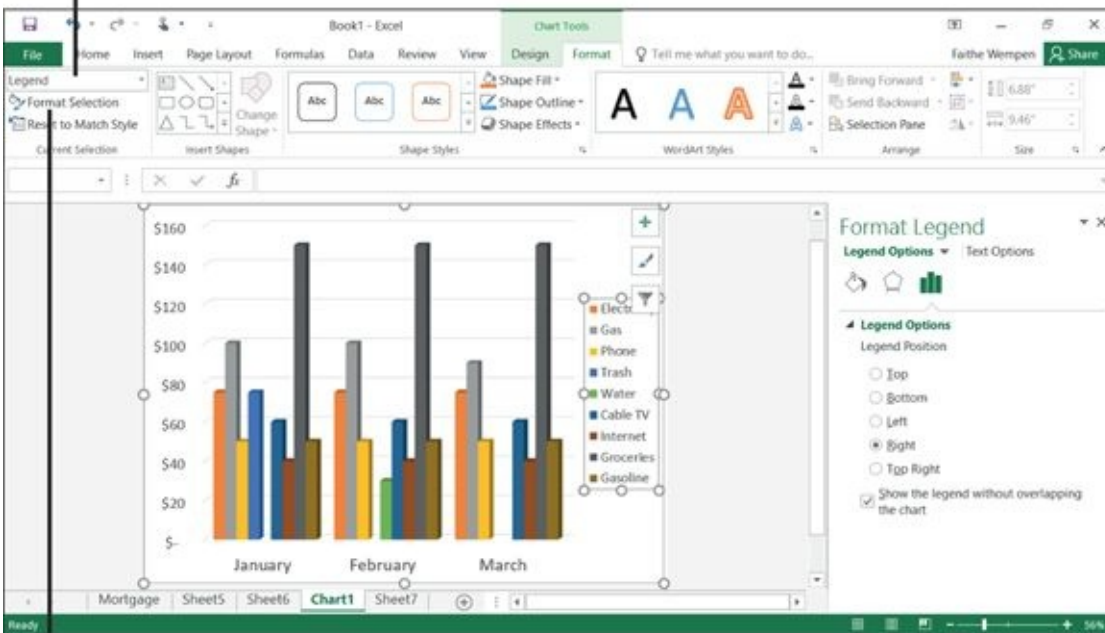 Book1 - Excel
Chart Tools
File Home Insert Page Layout Formulas Data Review View Design Format Tell me what you want to do... Faithe Wempen Share
Legend
Format Selection
Reset to Match Style
Current Selection
Change
Shape
Insert Shapes
Abc Abc Abc
Shape Fill
Shape Outline
Shape Effects
Shape Styles
A A A
WordArt Styles
Bring Forward
Send Backward
Selection Pane
Arrange
6.88"
9.46"
Size
fx
$160
$140
$120
$100
$80
$60
$40
$20
$-
January February March
Gas
Phone
Trash
Water
Cable TV
Internet
Groceries
Gasoline
Format Legend
Legend Options Text Options
Legend Options
Legend Position
Top
Bottom
Left
Right
Top Right
Show the legend without overlapping
the chart
Mortgage Sheet5 Sheet6 Chart1 Sheet7
Ready
56%